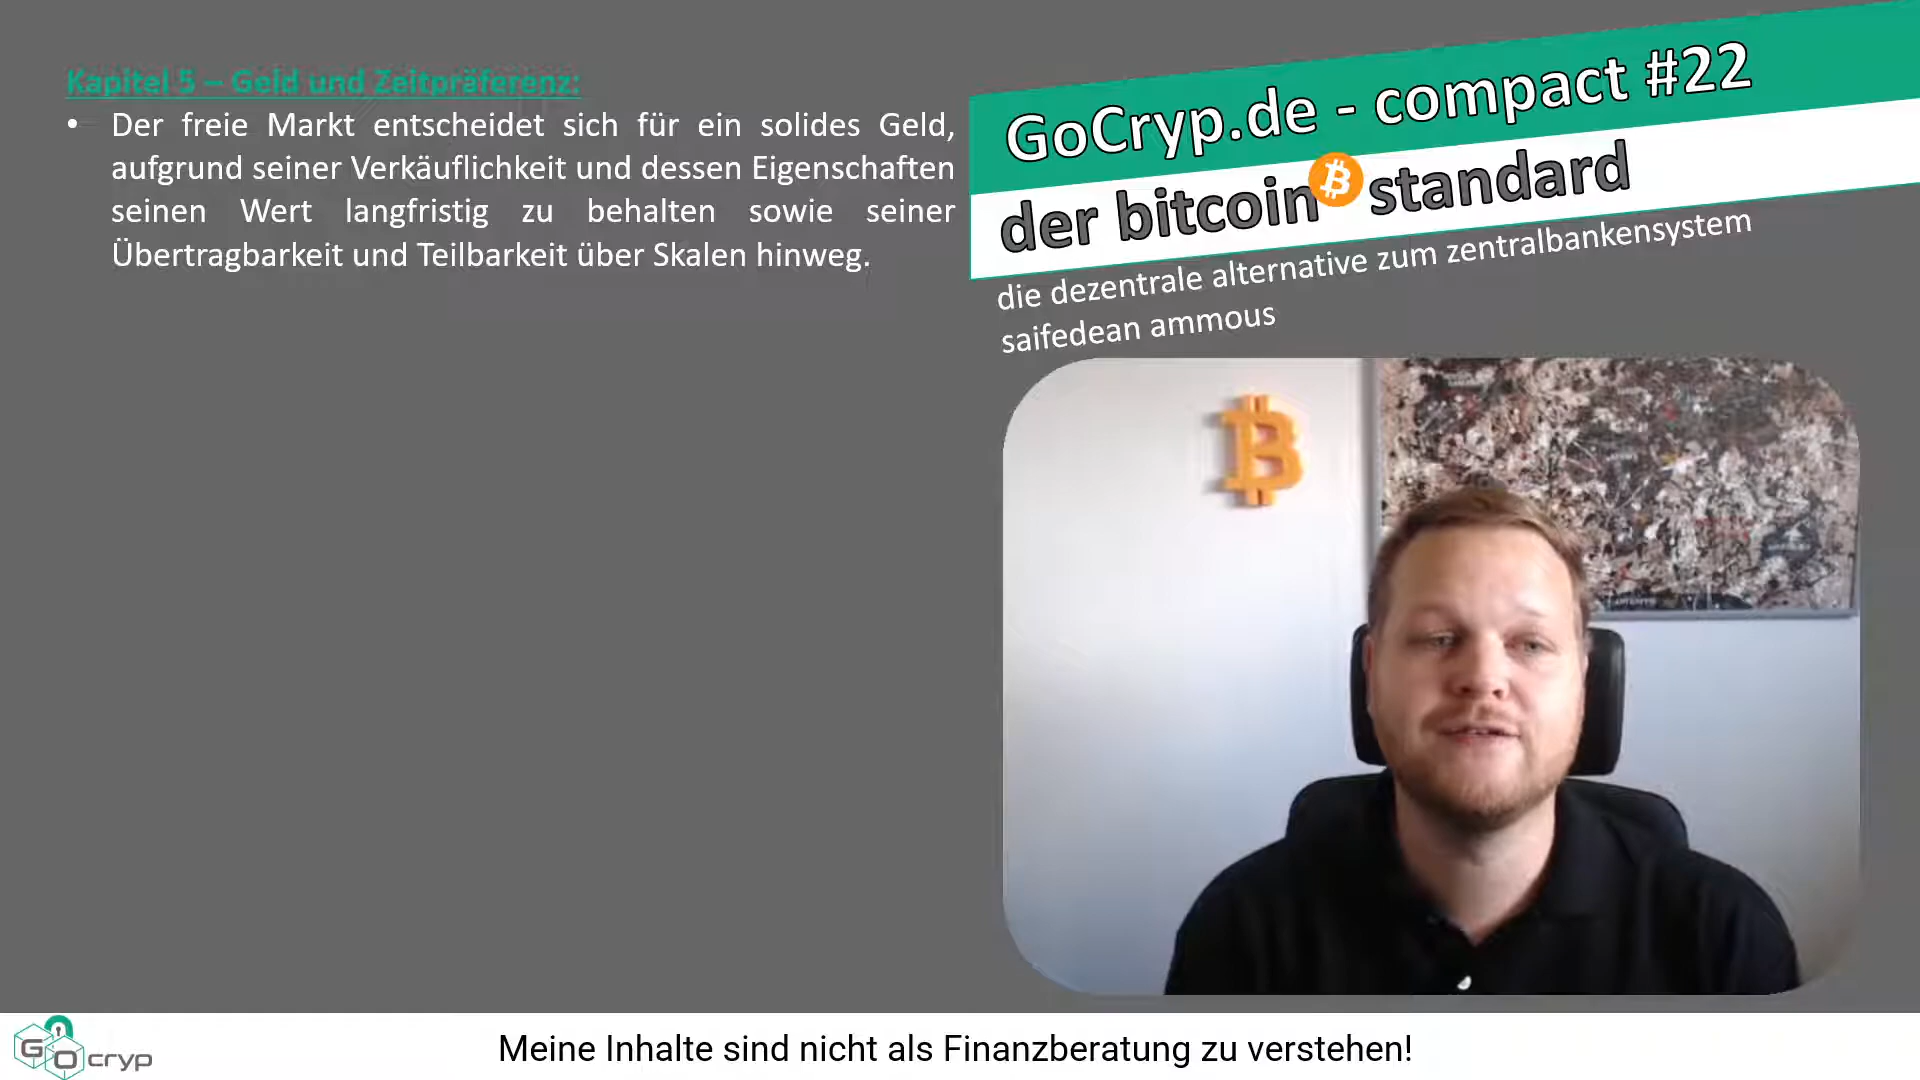 Kapitel 5 – Geld und Zeitpräferenz:
• Der freie Markt entscheidet sich für ein solides Geld,
aufgrund seiner Verkäuflichkeit und dessen Eigenschaften
seinen Wert langfristig zu behalten sowie seiner
Übertragbarkeit und Teilbarkeit über Skalen hinweg.
GoCryp.de - compact #22
der bitcoin standard
die dezentrale alternative zum zentralbankensystem
saifedean ammous
GOcryp
Meine Inhalte sind nicht als Finanzberatung zu verstehen!